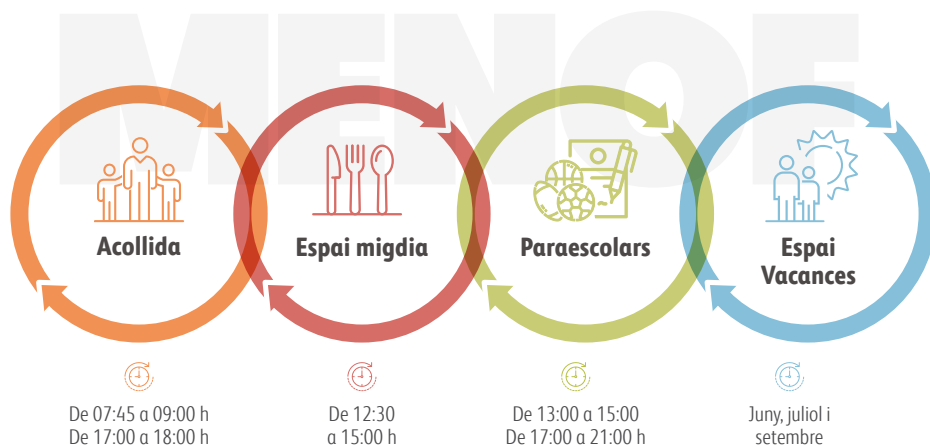 MENOF
Acollida
Espai migdia
Paraescolars
Espai
Vacances
De 07:45 a 09:00 h
De 17:00 a 18:00 h
De 12:30
a 15:00 h
De 13:00 a 15:00
De 17:00 a 21:00 h
Juny, juliol i
setembre